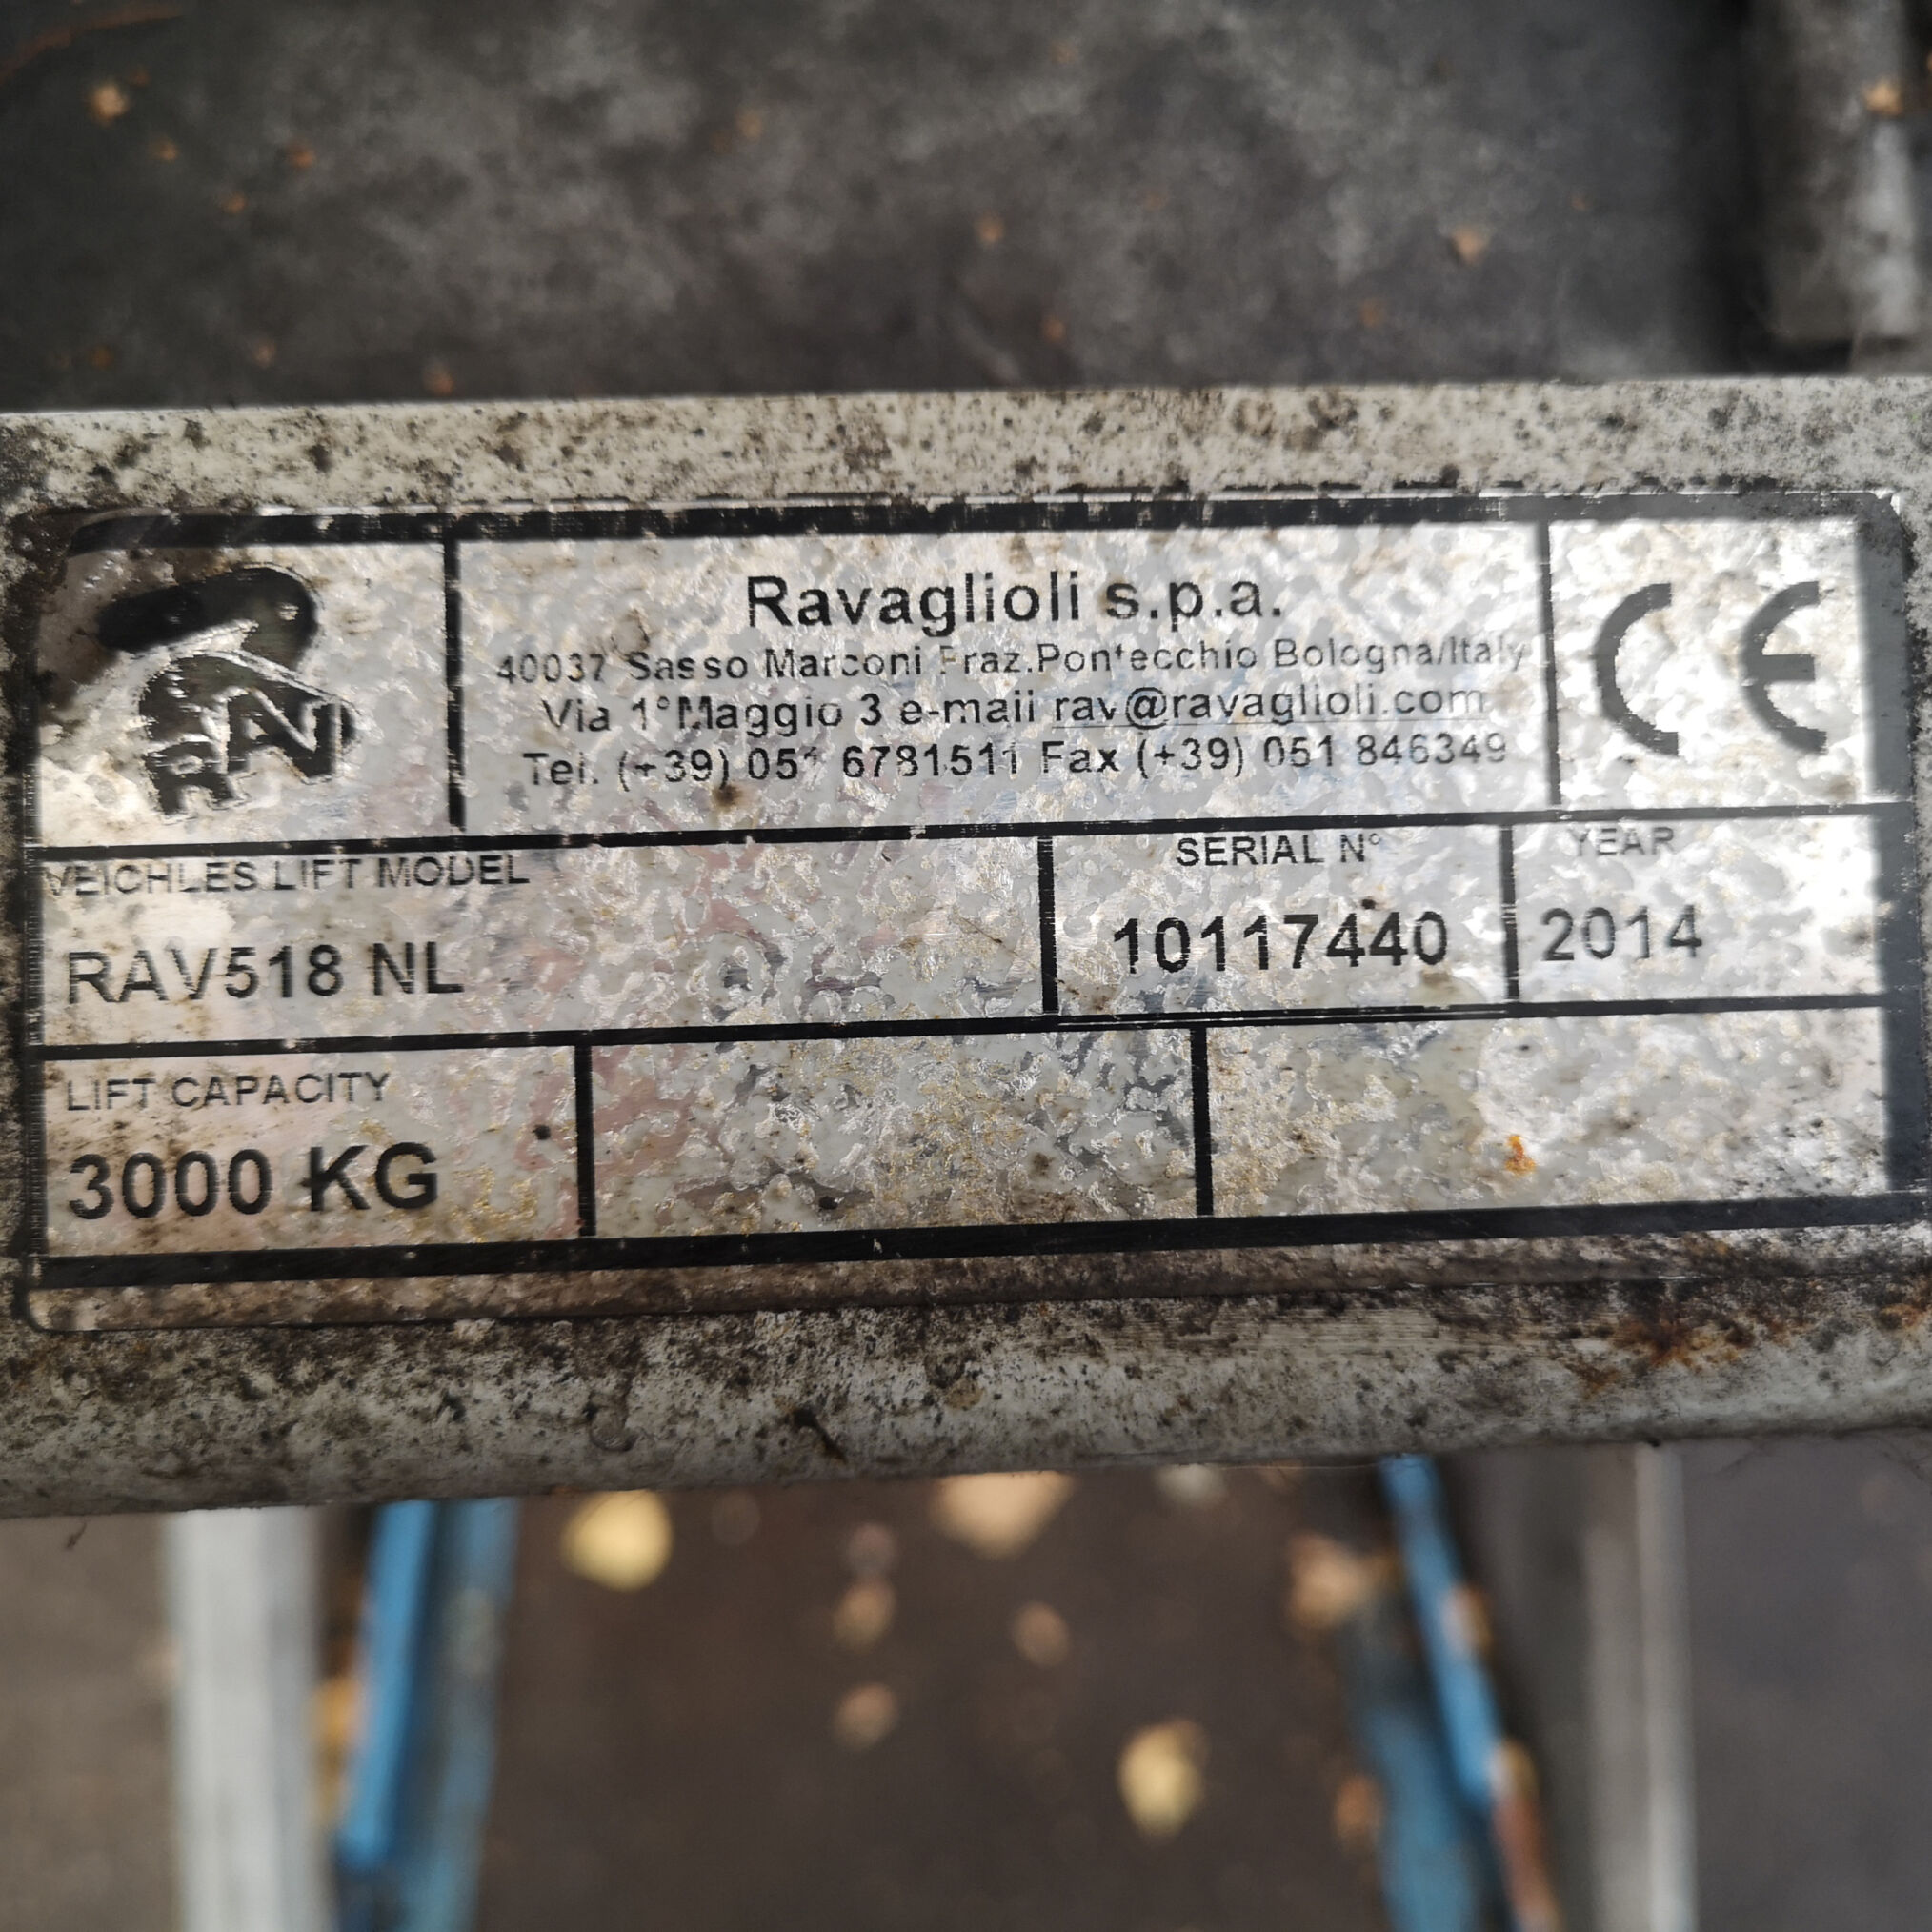 RAV
Ravaglioli s.p.a.
40037 Sasso Marconi Fraz.Pontecchio Bologna/Italy
Via 1°Maggio 3 e-mail rav@ravaglioli.com
Tel. (+39) 051 6781511 Fax (+39) 051 846349
CE
VEICHLES LIFT MODEL
RAV518 NL
SERIAL N°
10117440
YEAR
2014
LIFT CAPACITY
3000 KG